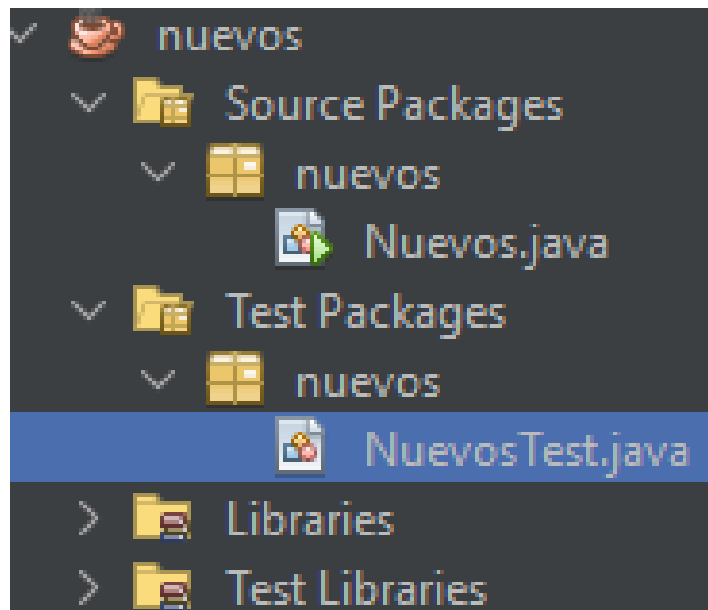 nuevos
Source Packages
nuevos
Nuevos.java
Test Packages
nuevos
NuevosTest.java
Libraries
Test Libraries